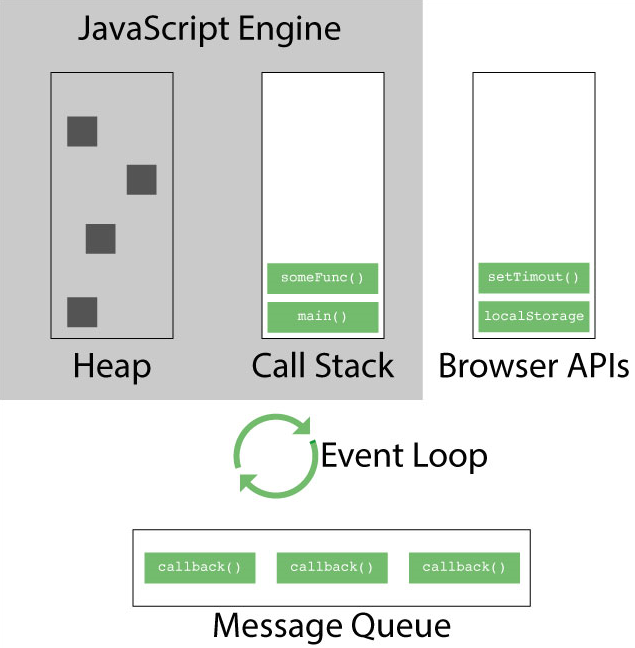 JavaScript Engine
someFunc()
main()
setTimout()
localStorage
Heap
Call Stack
Browser APIs
Event Loop
callback()
callback()
callback()
Message Queue